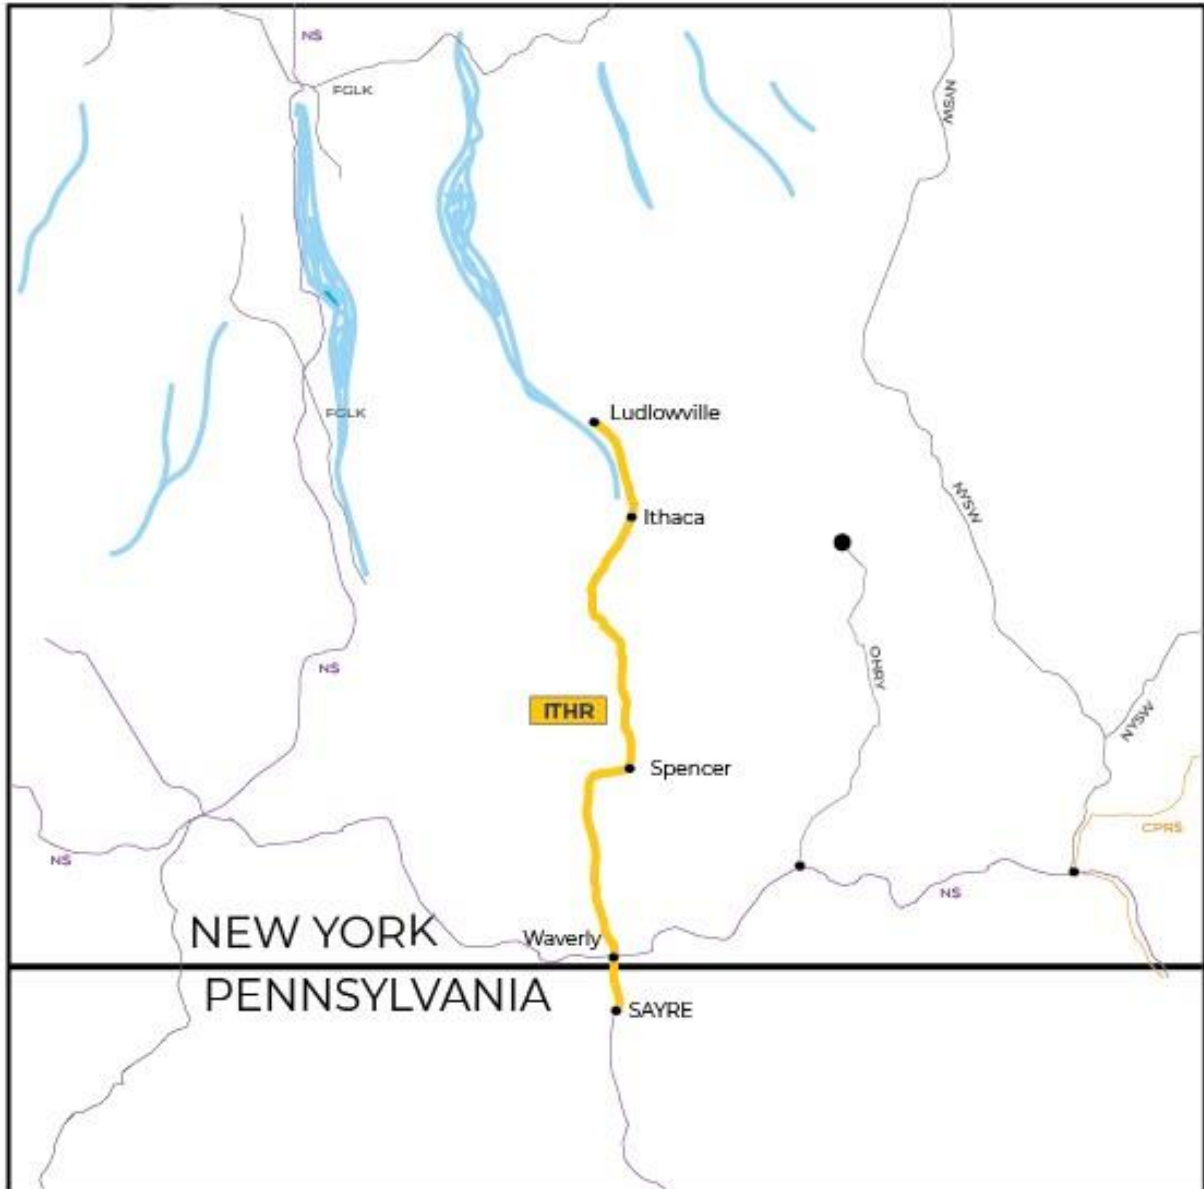 NS
FGLK
NYSW
FGLK
Ludlowville
NYSW
Ithaca
OHRY
NS
ITHR
NYSW
Spencer
CPRS
NS
NS
NEW YORK
Waverly
PENNSYLVANIA
SAYRE